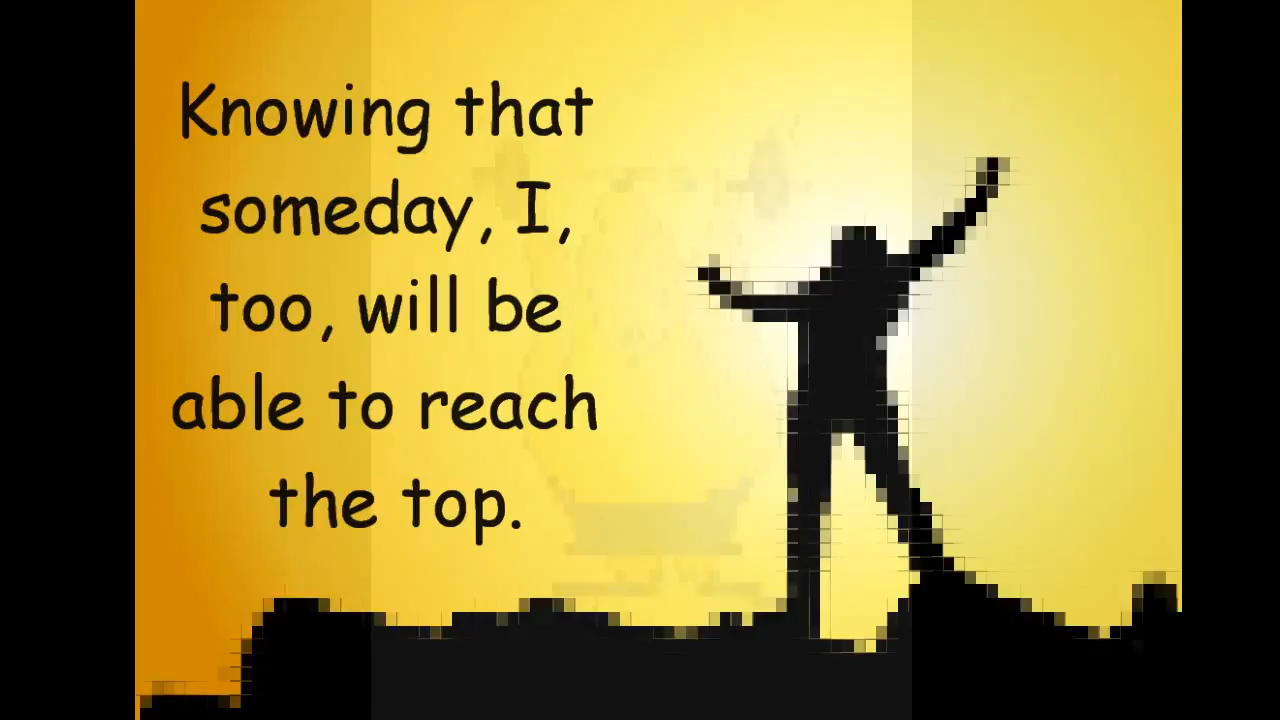 Knowing that
someday, I,
too, will be
able to reach
the top.